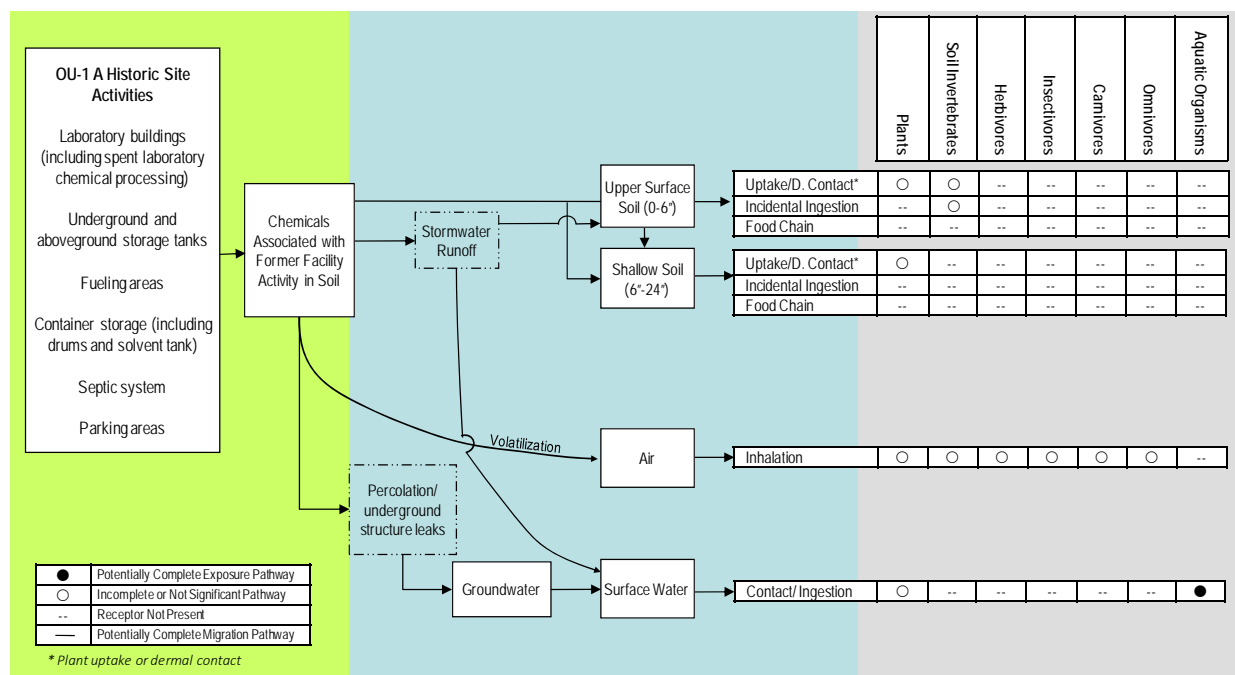 OU-1 A Historic Site
Activities
Laboratory buildings
(including spent laboratory
chemical processing)
Underground and
aboveground storage tanks
Fueling areas
Container storage (including
drums and solvent tank)
Septic system
Parking areas
Chemicals
Associated with
Former Facility
Activity in Soil
Stormwater
Runoff
Upper Surface
Soil (0-6")
Shallow Soil
(6"-24")
Volatilization
Air
Percolation/
underground
structure leaks
Groundwater
Surface Water
Plants
Soil Invertebrates
Herbivores
Insectivores
Carnivores
Omnivores
Aquatic Organisms
Uptake/D. Contact* ○ ○ -- -- -- -- --
Incidental Ingestion -- ○ -- -- -- -- --
Food Chain -- -- -- -- -- -- --
Uptake/D. Contact* ○ -- -- -- -- -- --
Incidental Ingestion -- -- -- -- -- -- --
Food Chain -- -- -- -- -- -- --
Inhalation ○ ○ ○ ○ ○ ○ --
Contact/ Ingestion ○ -- -- -- -- -- ●
● Potentially Complete Exposure Pathway
○ Incomplete or Not Significant Pathway
-- Receptor Not Present
— Potentially Complete Migration Pathway
* Plant uptake or dermal contact